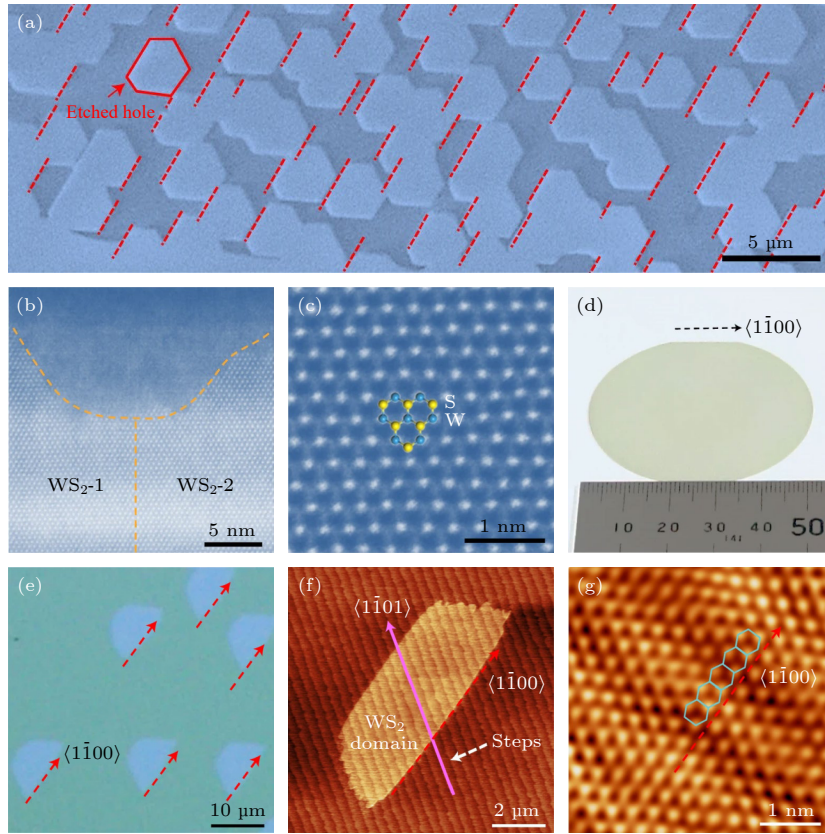 (a)
Etched hole
5 µm
(b)
WS₂-1
WS₂-2
5 nm
(c)
S
W
1 nm
(d)
⟨11̄00⟩
10 20 30 40 50
(e)
⟨11̄00⟩
10 µm
(f)
⟨11̄01⟩
⟨11̄00⟩
WS₂
domain
Steps
2 µm
(g)
⟨11̄00⟩
1 nm